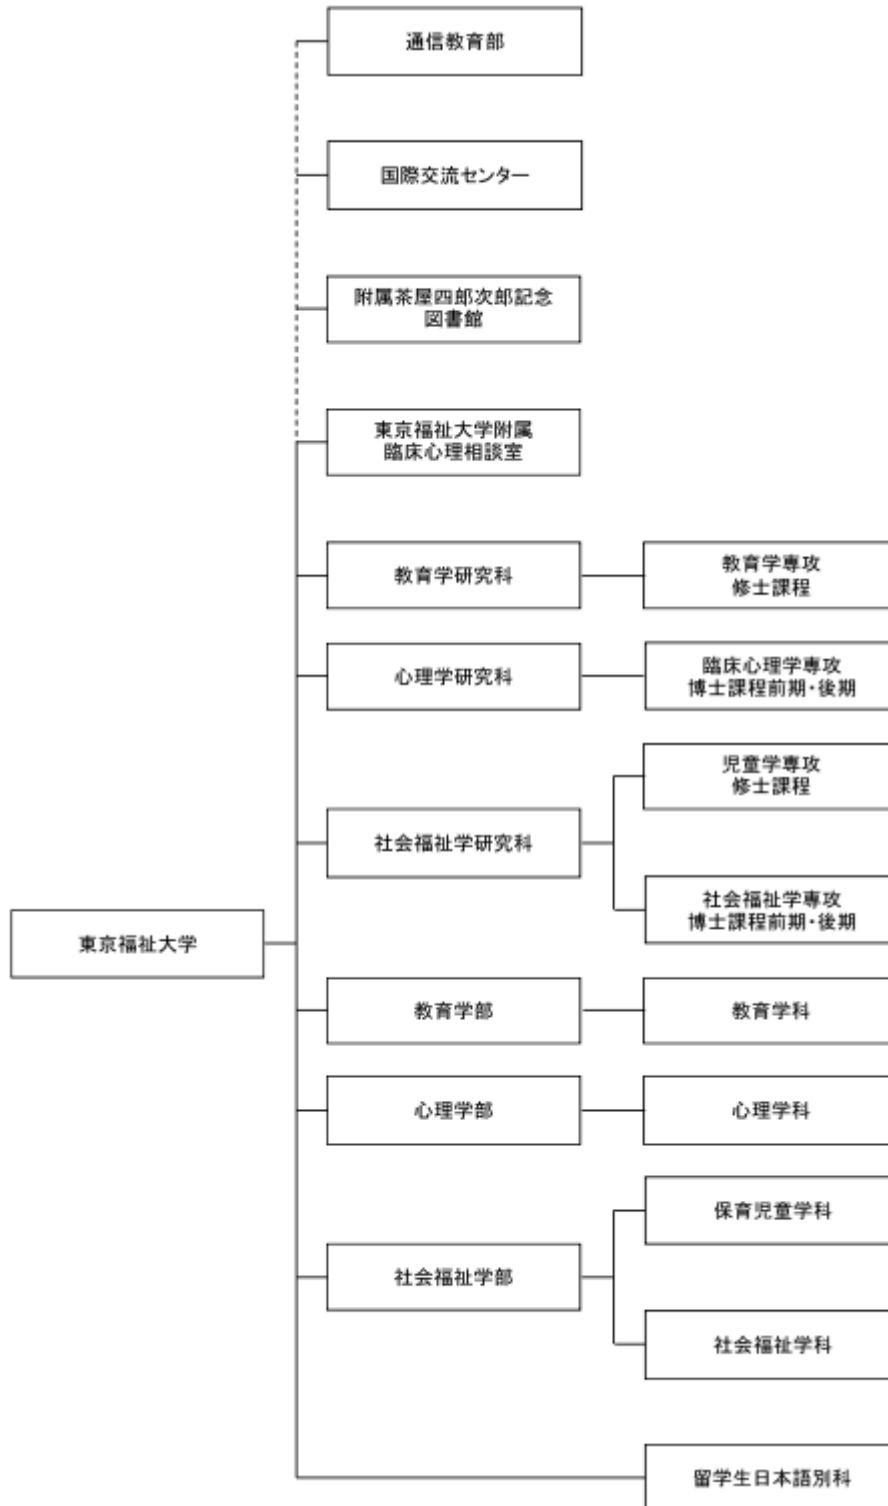 通信教育部
国際交流センター
附属茶屋四郎次郎記念
図書館
東京福祉大学附属
臨床心理相談室
教育学研究科
教育学専攻
修士課程
心理学研究科
臨床心理学専攻
博士課程前期・後期
児童学専攻
修士課程
社会福祉学研究科
社会福祉学専攻
博士課程前期・後期
東京福祉大学
教育学部
教育学科
心理学部
心理学科
保育児童学科
社会福祉学部
社会福祉学科
留学生日本語別科